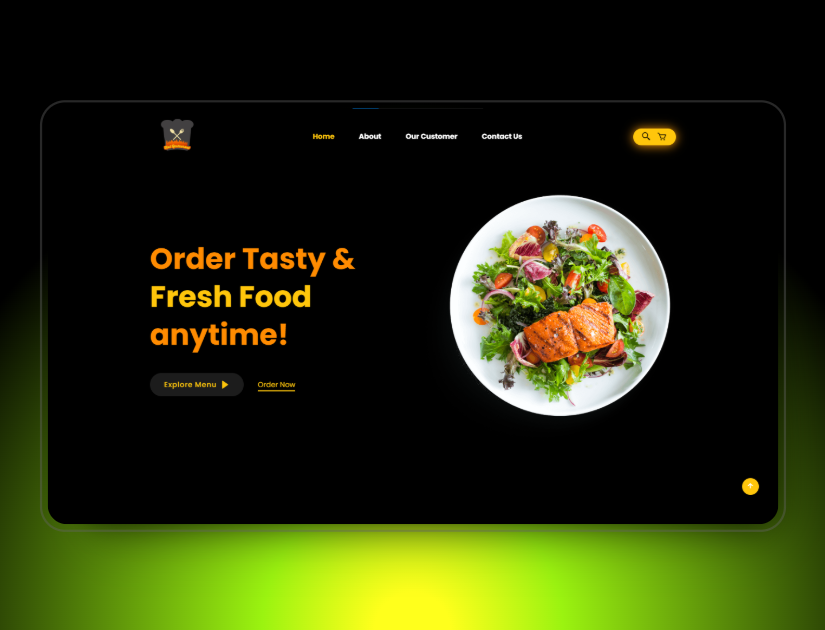 Home About Our Customer Contact Us
Order Tasty &
Fresh Food
anytime!
Explore Menu Order Now